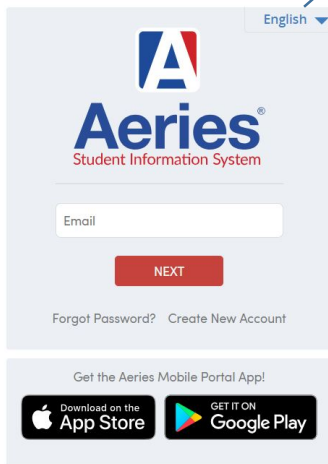 English
Aeries®
Student Information System
Email
NEXT
Forgot Password? Create New Account
Get the Aeries Mobile Portal App!
Download on the
App Store
GET IT ON
Google Play